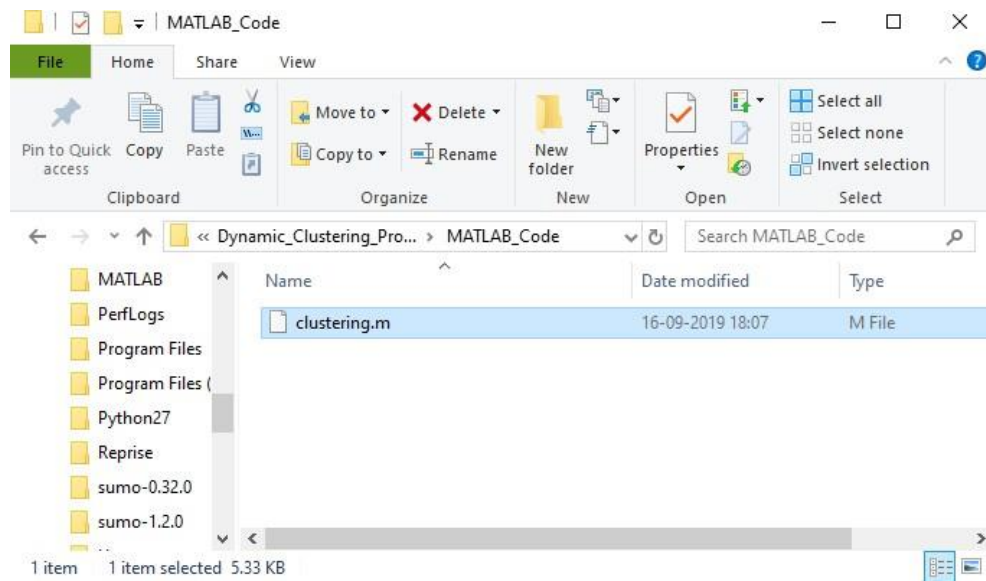 MATLAB_Code
File Home Share View
Pin to Quick access
Copy
Paste
Clipboard
Move to
Copy to
Delete
Rename
Organize
New folder
New
Properties
Open
Select all
Select none
Invert selection
Select
« Dynamic_Clustering_Pro... › MATLAB_Code
Search MATLAB_Code
MATLAB
PerfLogs
Program Files
Program Files (
Python27
Reprise
sumo-0.32.0
sumo-1.2.0
Name Date modified Type
clustering.m 16-09-2019 18:07 M File
1 item 1 item selected 5.33 KB